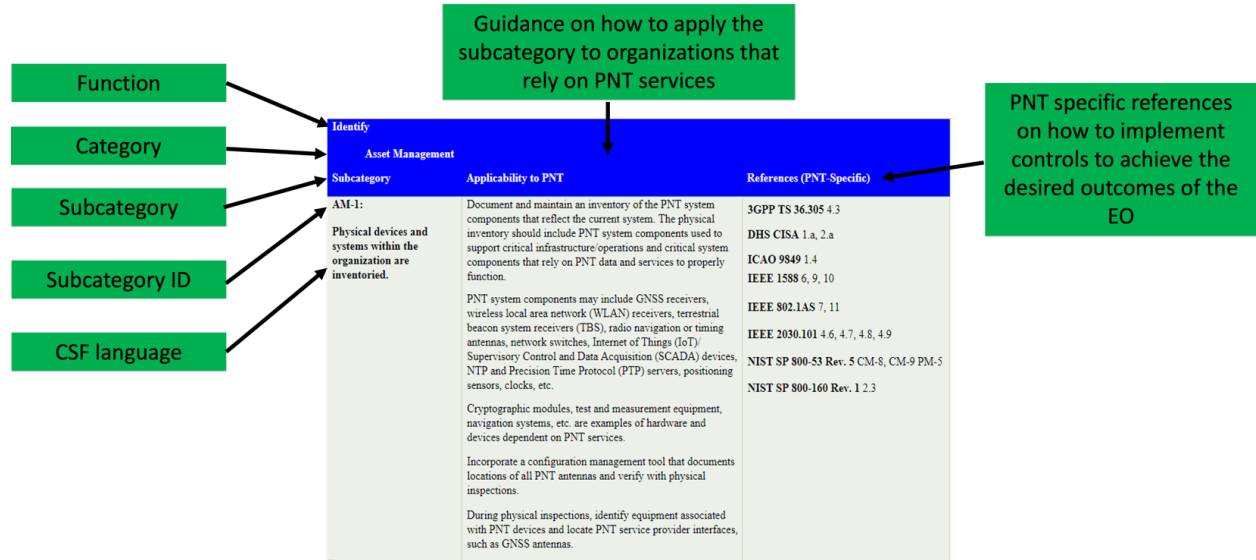 Guidance on how to apply the
subcategory to organizations that
rely on PNT services
Function
Category
Subcategory
Subcategory ID
CSF language
PNT specific references
on how to implement
controls to achieve the
desired outcomes of the
EO
Identify
Asset Management
Subcategory
Applicability to PNT
References (PNT-Specific)
AM-1:
Physical devices and
systems within the
organization are
inventoried.
Document and maintain an inventory of the PNT system
components that reflect the current system. The physical
inventory should include PNT system components used to
support critical infrastructure/operations and critical system
components that rely on PNT data and services to properly
function.
PNT system components may include GNSS receivers,
wireless local area network (WLAN) receivers, terrestrial
beacon system receivers (TBS), radio navigation or timing
antennas, network switches, Internet of Things (IoT)/
Supervisory Control and Data Acquisition (SCADA) devices,
NTP and Precision Time Protocol (PTP) servers, positioning
sensors, clocks, etc.
Cryptographic modules, test and measurement equipment,
navigation systems, etc. are examples of hardware and
devices dependent on PNT services.
Incorporate a configuration management tool that documents
locations of all PNT antennas and verify with physical
inspections.
During physical inspections, identify equipment associated
with PNT devices and locate PNT service provider interfaces,
such as GNSS antennas.
3GPP TS 36.305 4.3
DHS CISA 1.a, 2.a
ICAO 9849 1.4
IEEE 1588 6, 9, 10
IEEE 802.1AS 7, 11
IEEE 2030.101 4.6, 4.7, 4.8, 4.9
NIST SP 800-53 Rev. 5 CM-8, CM-9 PM-5
NIST SP 800-160 Rev. 1 2.3